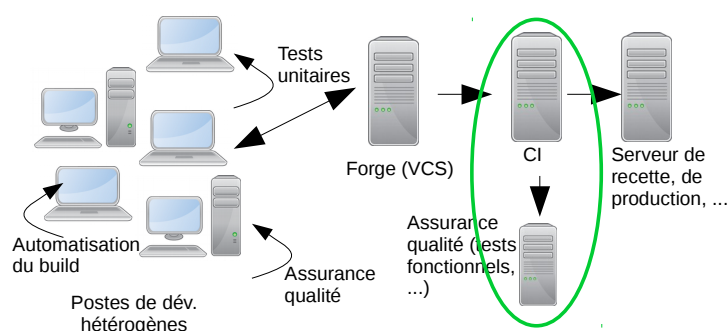 Tests
unitaires
Forge (VCS)
CI
Serveur de
recette, de
production, ...
Automatisation
du build
Assurance
qualité
Assurance
qualité (tests
fonctionnels,
...)
Postes de dév.
hétérogènes